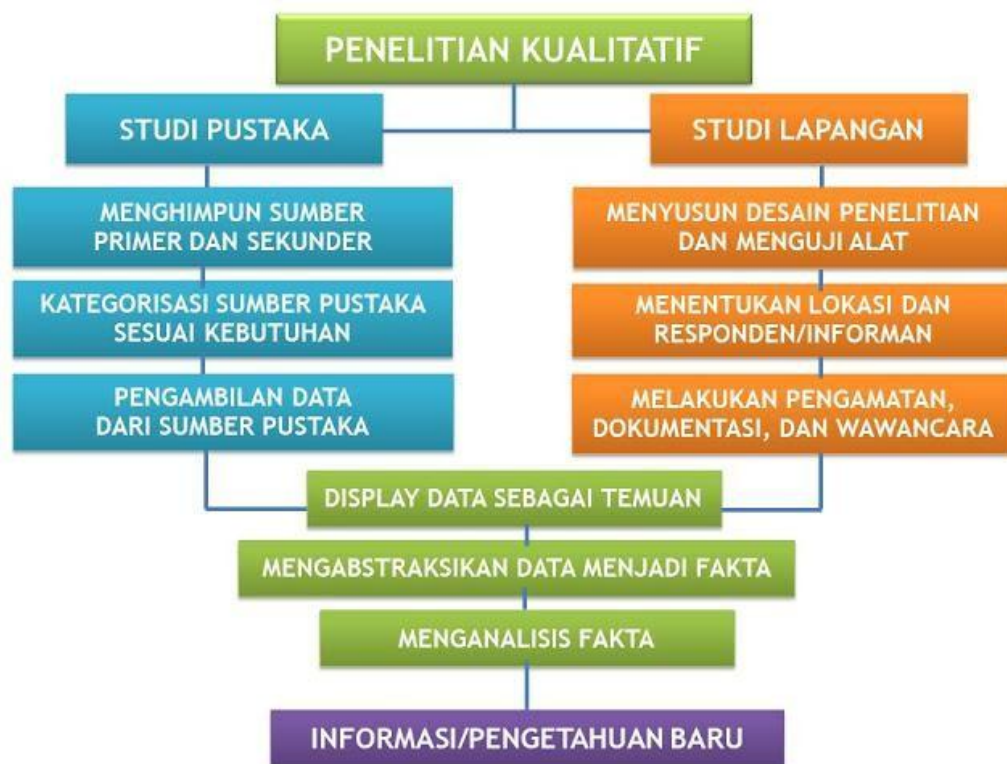 PENELITIAN KUALITATIF
STUDI PUSTAKA
MENGHIMPUN SUMBER
PRIMER DAN SEKUNDER
KATEGORISASI SUMBER PUSTAKA
SESUAI KEBUTUHAN
PENGAMBILAN DATA
DARI SUMBER PUSTAKA
STUDI LAPANGAN
MENYUSUN DESAIN PENELITIAN
DAN MENGUJI ALAT
MENENTUKAN LOKASI DAN
RESPONDEN/INFORMAN
MELAKUKAN PENGAMATAN,
DOKUMENTASI, DAN WAWANCARA
DISPLAY DATA SEBAGAI TEMUAN
MENGABSTRAKSIKAN DATA MENJADI FAKTA
MENGANALISIS FAKTA
INFORMASI/PENGETAHUAN BARU